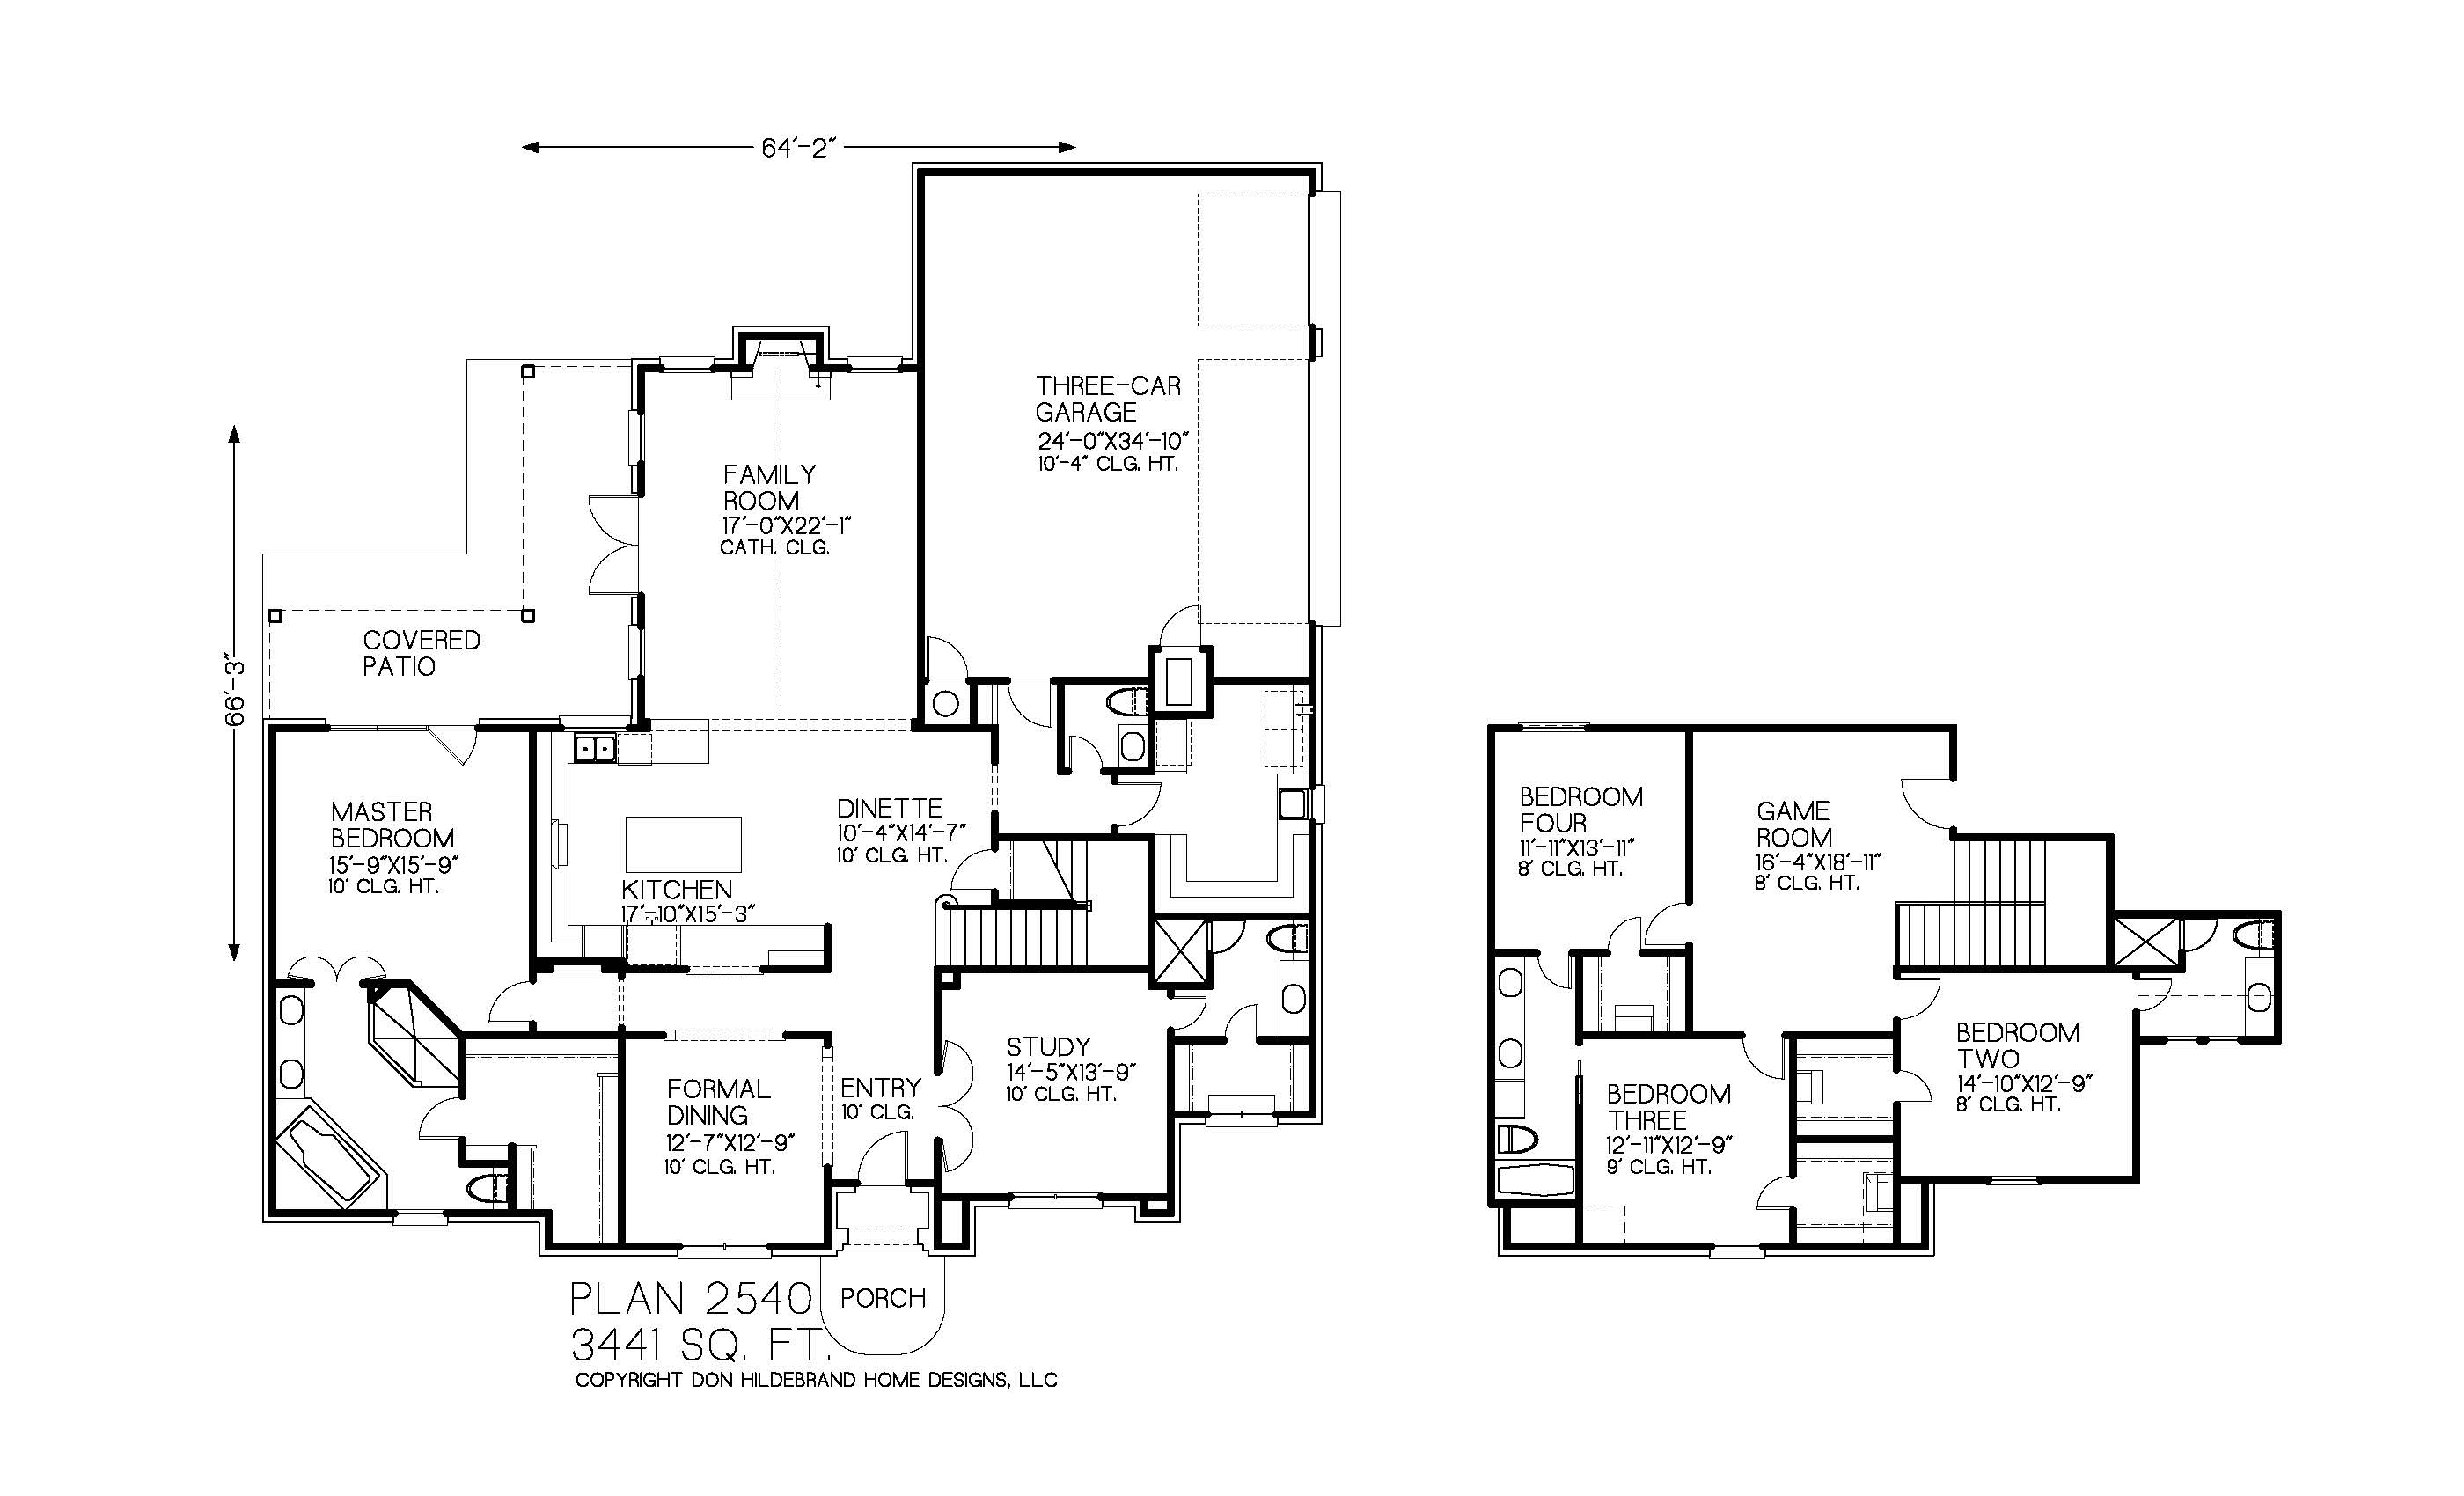 64'-2"
66'-3"
THREE-CAR
GARAGE
24'-0"X34'-10"
10'-4" CLG. HT.
FAMILY
ROOM
17'-0"X22'-1"
CATH. CLG.
COVERED
PATIO
MASTER
BEDROOM
15'-9"X15'-9"
10' CLG. HT.
DINETTE
10'-4"X14'-7"
10' CLG. HT.
KITCHEN
17'-10"X15'-3"
FORMAL
DINING
12'-7"X12'-9"
10' CLG. HT.
ENTRY
10' CLG.
STUDY
14'-5"X13'-9"
10' CLG. HT.
PORCH
PLAN 2540
3441 SQ. FT.
COPYRIGHT DON HILDEBRAND HOME DESIGNS, LLC
BEDROOM
FOUR
11'-11"X13'-11"
8' CLG. HT.
GAME
ROOM
16'-4"X18'-11"
8' CLG. HT.
BEDROOM
THREE
12'-11"X12'-9"
9' CLG. HT.
BEDROOM
TWO
14'-10"X12'-9"
8' CLG. HT.